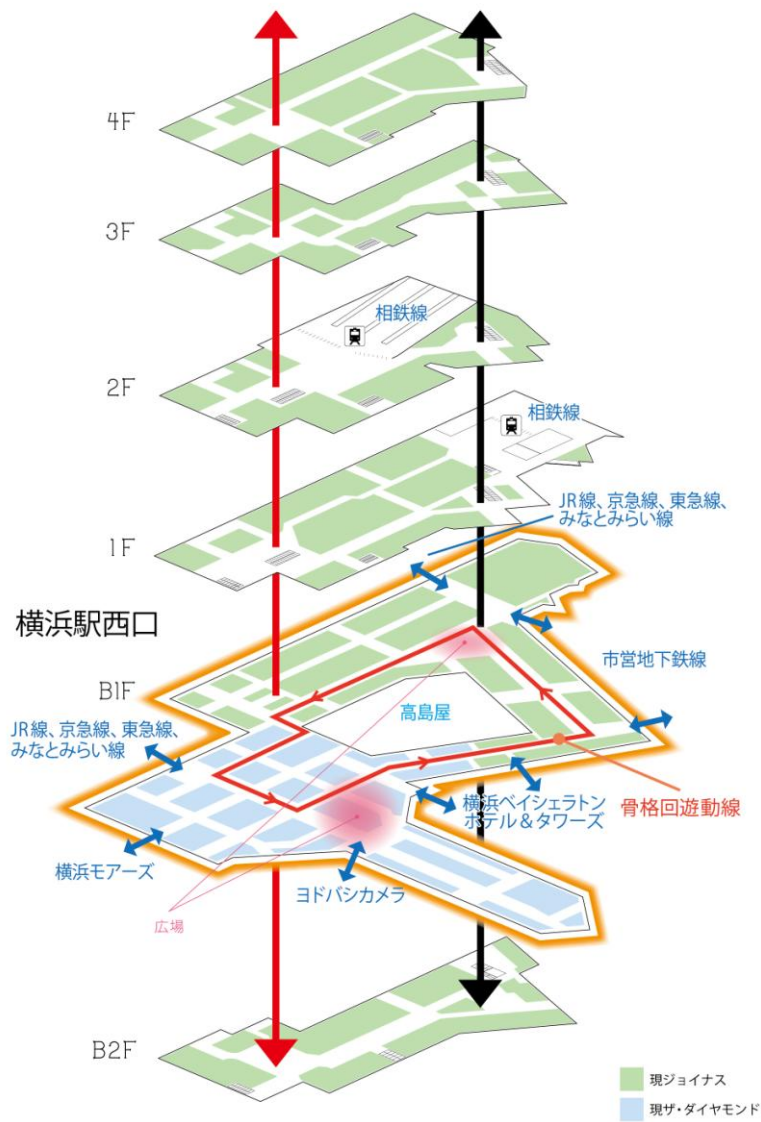 4F
3F
相鉄線
2F
相鉄線
JR線、京急線、東急線、
みなとみらい線
1F
横浜駅西口
市営地下鉄線
B1F
高島屋
JR線、京急線、東急線、
みなとみらい線
横浜ベイシェラトン
ホテル&タワーズ
骨格回遊動線
横浜モアーズ
ヨドバシカメラ
広場
B2F
現ジョイナス
現ザ・ダイヤモンド